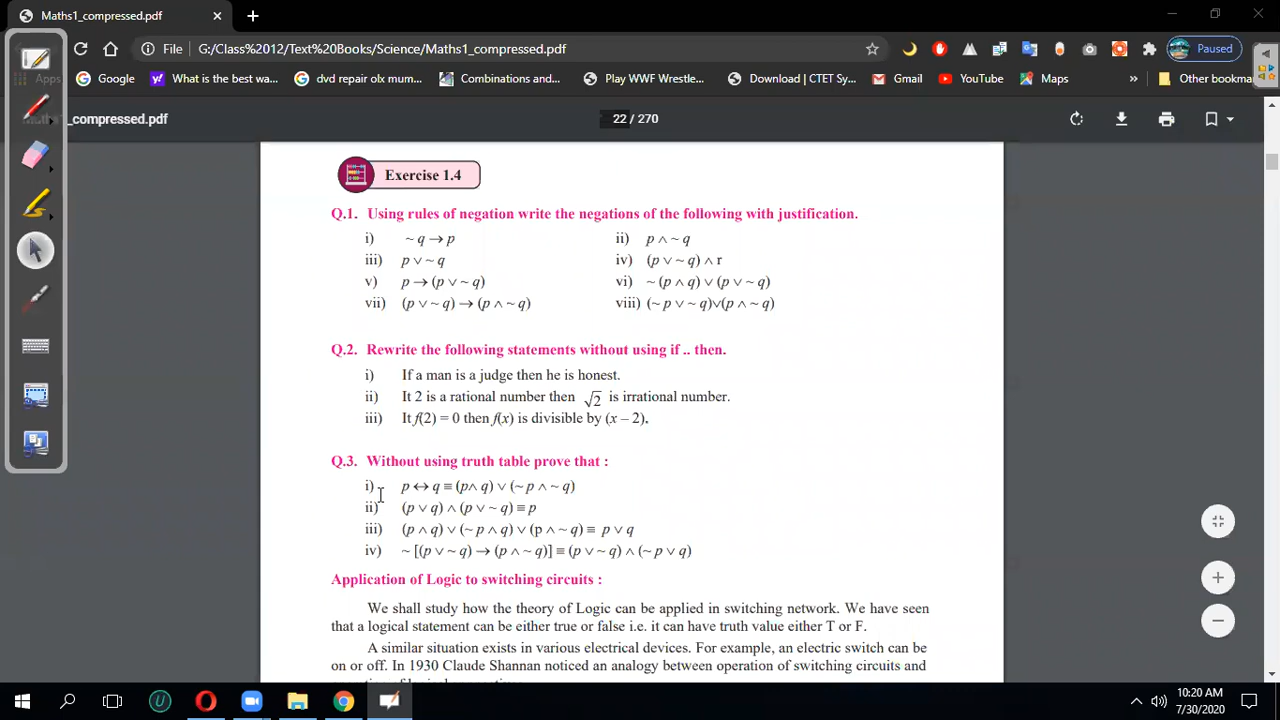 Maths1_compressed.pdf
File | G:/Class%2012/Text%20Books/Science/Maths1_compressed.pdf
Paused
Apps
Google
What is the best wa...
dvd repair olx mum...
Combinations and...
Play WWF Wrestle...
Download | CTET Sy...
Gmail
YouTube
Maps
»
Other bookma
_compressed.pdf
22 / 270
Exercise 1.4
Q.1. Using rules of negation write the negations of the following with justification.
i) ~ q → p
ii) p ∧ ~ q
iii) p ∨ ~ q
iv) (p ∨ ~ q) ∧ r
v) p → (p ∨ ~ q)
vi) ~ (p ∧ q) ∨ (p ∨ ~ q)
vii) (p ∨ ~ q) → (p ∧ ~ q)
viii) (~ p ∨ ~ q)∨(p ∧ ~ q)
Q.2. Rewrite the following statements without using if .. then.
i) If a man is a judge then he is honest.
ii) It 2 is a rational number then √2 is irrational number.
iii) It f(2) = 0 then f(x) is divisible by (x – 2).
Q.3. Without using truth table prove that :
i) p ↔ q ≡ (p∧ q) ∨ (~ p ∧ ~ q)
ii) (p ∨ q) ∧ (p ∨ ~ q) ≡ p
iii) (p ∧ q) ∨ (~ p ∧ q) ∨ (p ∧ ~ q) ≡ p ∨ q
iv) ~ [(p ∨ ~ q) → (p ∧ ~ q)] ≡ (p ∨ ~ q) ∧ (~ p ∨ q)
Application of Logic to switching circuits :
We shall study how the theory of Logic can be applied in switching network. We have seen
that a logical statement can be either true or false i.e. it can have truth value either T or F.
A similar situation exists in various electrical devices. For example, an electric switch can be
on or off. In 1930 Claude Shannan noticed an analogy between operation of switching circuits and
10:20 AM
7/30/2020